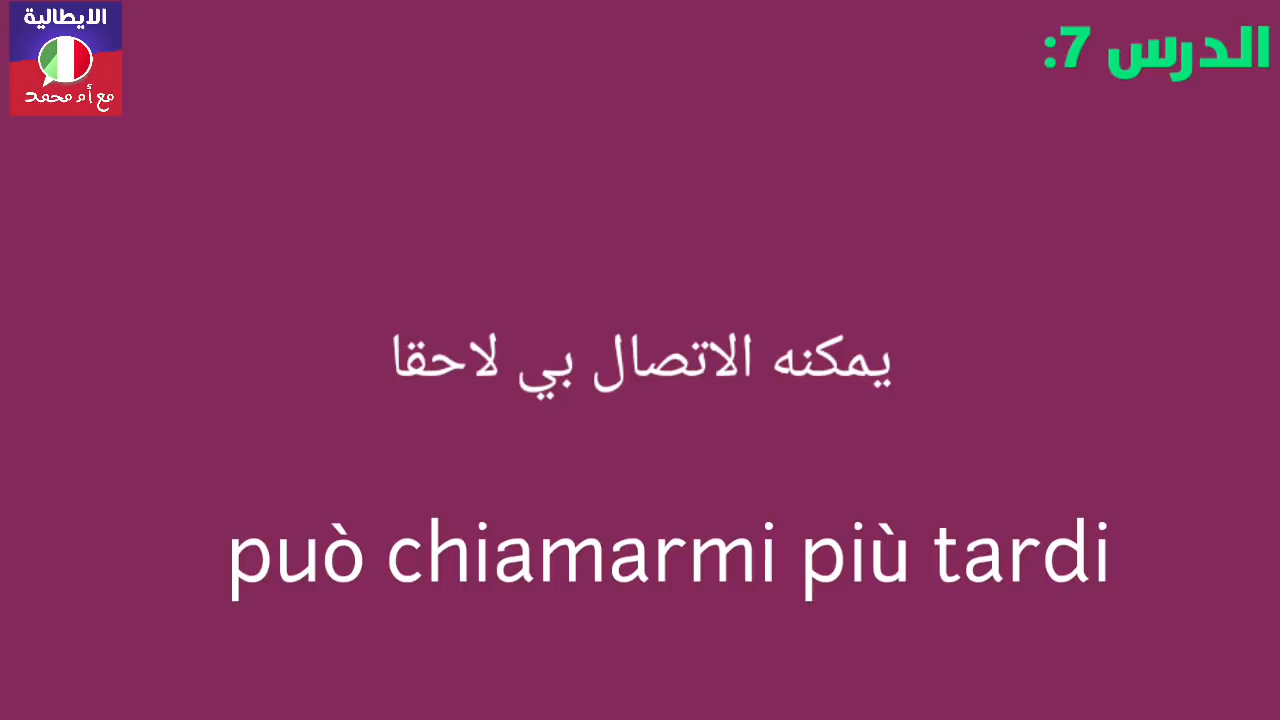 الايطالية
مع أم محمد
الدرس 7:
يمكنه الاتصال بي لاحقا
può chiamarmi più tardi